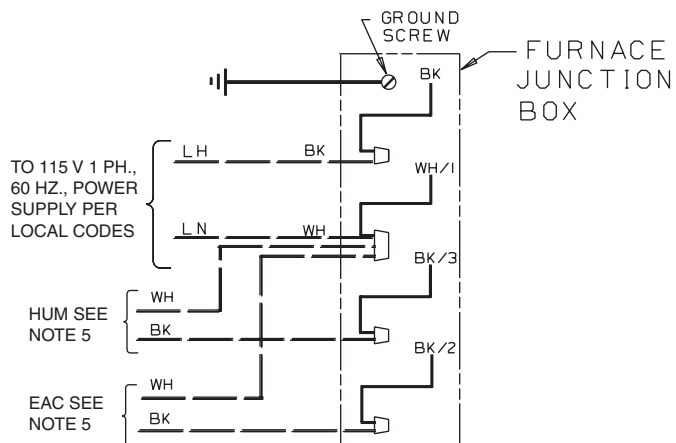 GROUND
SCREW
BK
FURNACE
JUNCTION
BOX
LH
BK
TO 115 V 1 PH.,
60 HZ., POWER
SUPPLY PER
LOCAL CODES
WH/1
LN
WH
BK/3
WH
HUM SEE
NOTE 5
BK
BK/2
WH
EAC SEE
NOTE 5
BK